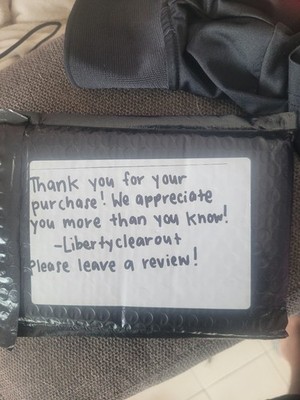 Thank you for your
purchase! We appreciate
you more than you know!
-Libertyclearout
Please leave a review!